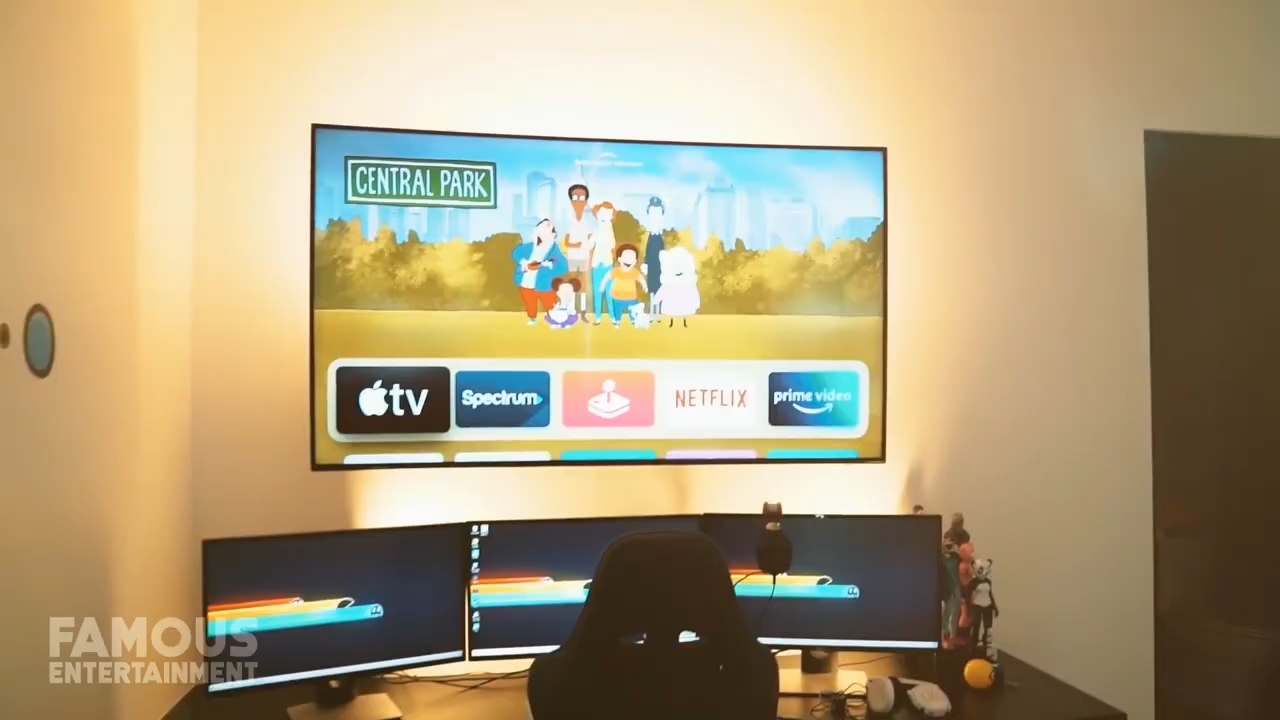 CENTRAL PARK
tv
Spectrum
NETFLIX
prime video
FAMOUS
ENTERTAINMENT